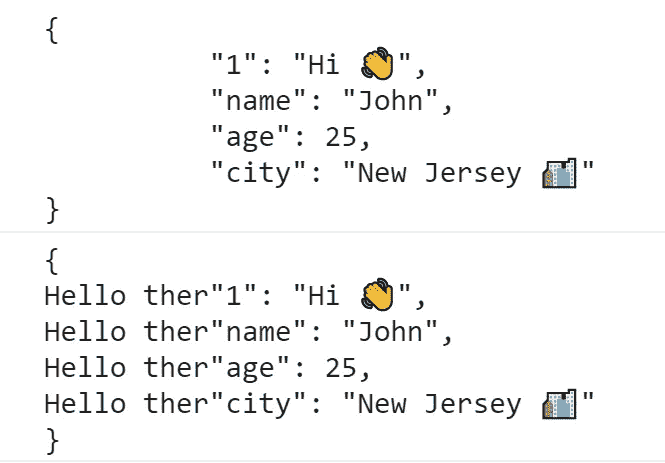 {
          "1": "Hi 👋",
          "name": "John",
          "age": 25,
          "city": "New Jersey 🏙️"
}
{
Hello ther"1": "Hi 👋",
Hello ther"name": "John",
Hello ther"age": 25,
Hello ther"city": "New Jersey 🏙️"
}